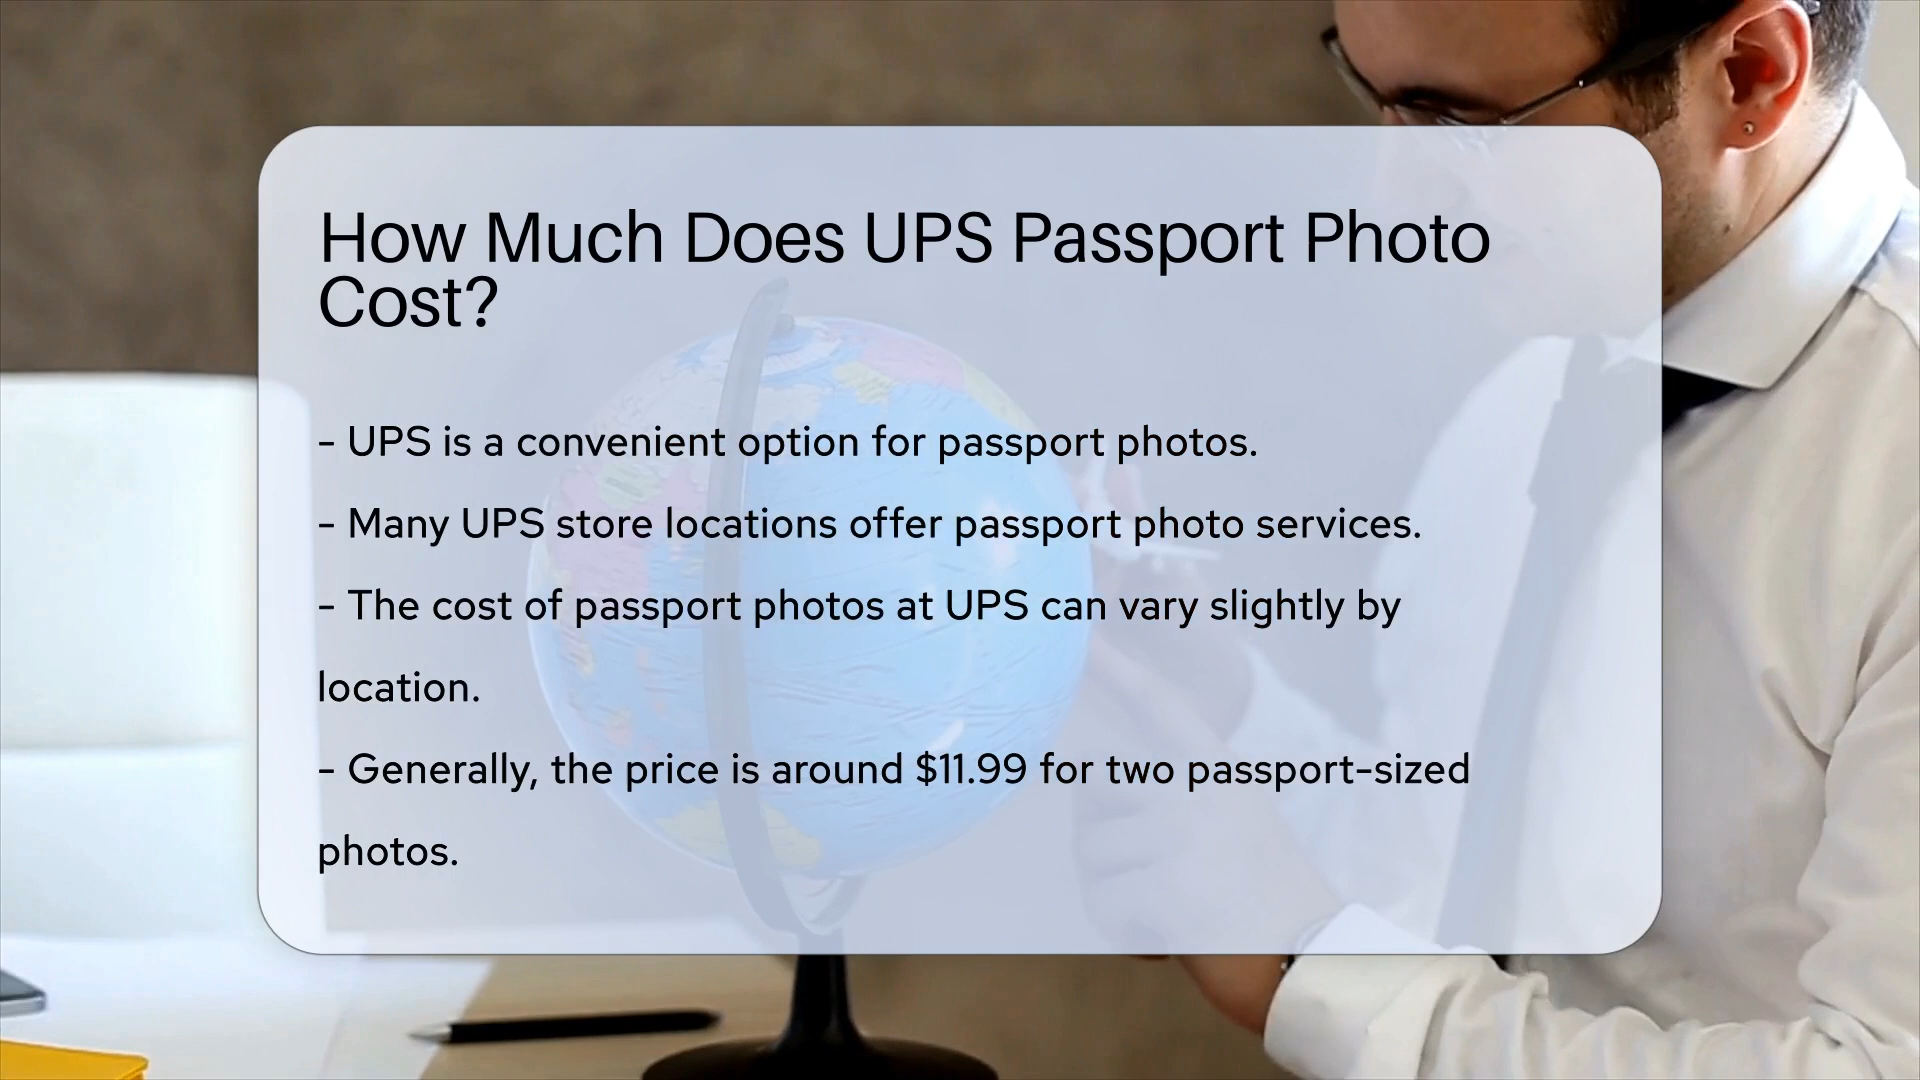 How Much Does UPS Passport Photo
Cost?
- UPS is a convenient option for passport photos.
- Many UPS store locations offer passport photo services.
- The cost of passport photos at UPS can vary slightly by
location.
- Generally, the price is around $11.99 for two passport-sized
photos.